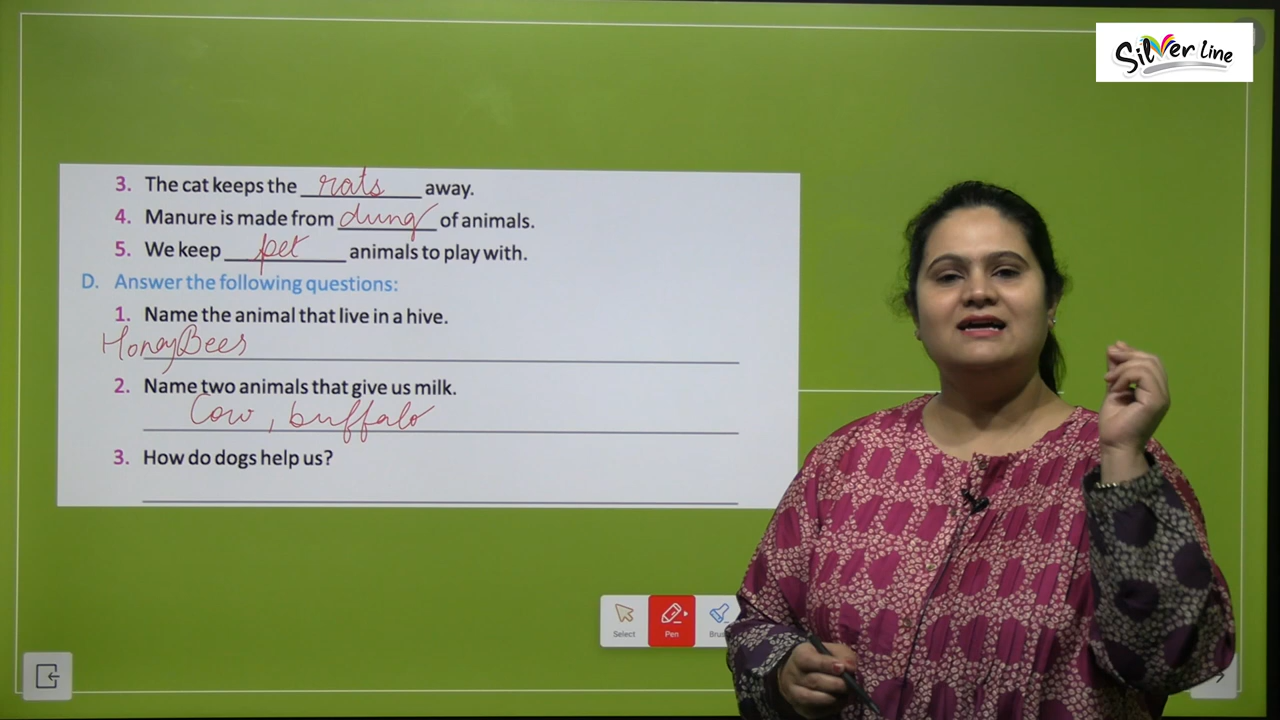 Silver line
3. The cat keeps the rats away.
4. Manure is made from dung of animals.
5. We keep pet animals to play with.
D. Answer the following questions:
1. Name the animal that live in a hive.
HoneyBees
2. Name two animals that give us milk.
Cow, buffalo
3. How do dogs help us?
Select Pen